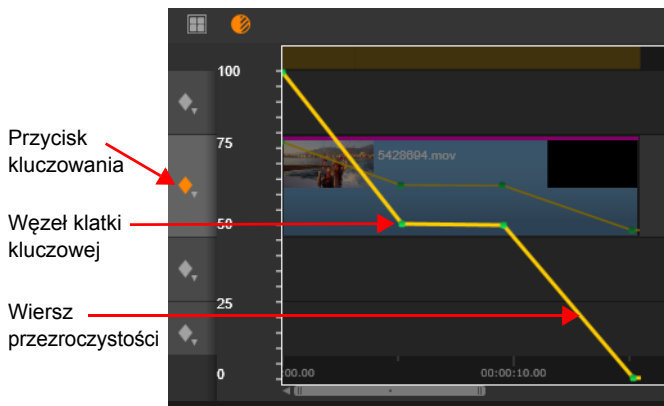 100
75
5428694.mov
Przycisk
kluczowania
50
Węzeł klatki
kluczowej
25
Wiersz
przezroczystości
0
:00.00
00:00:10.00